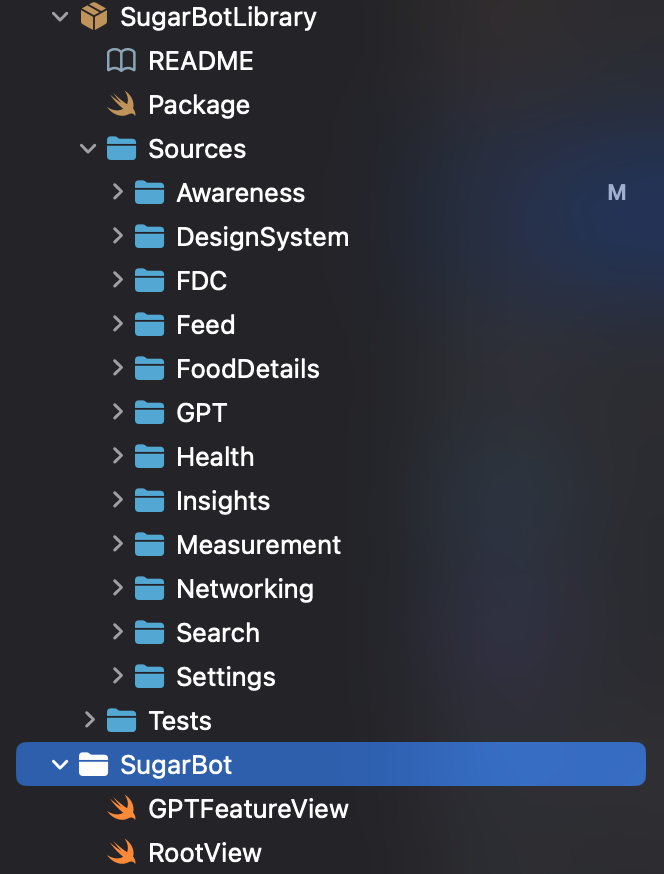 SugarBotLibrary
README
Package
Sources
Awareness M
DesignSystem
FDC
Feed
FoodDetails
GPT
Health
Insights
Measurement
Networking
Search
Settings
Tests
SugarBot
GPTFeatureView
RootView